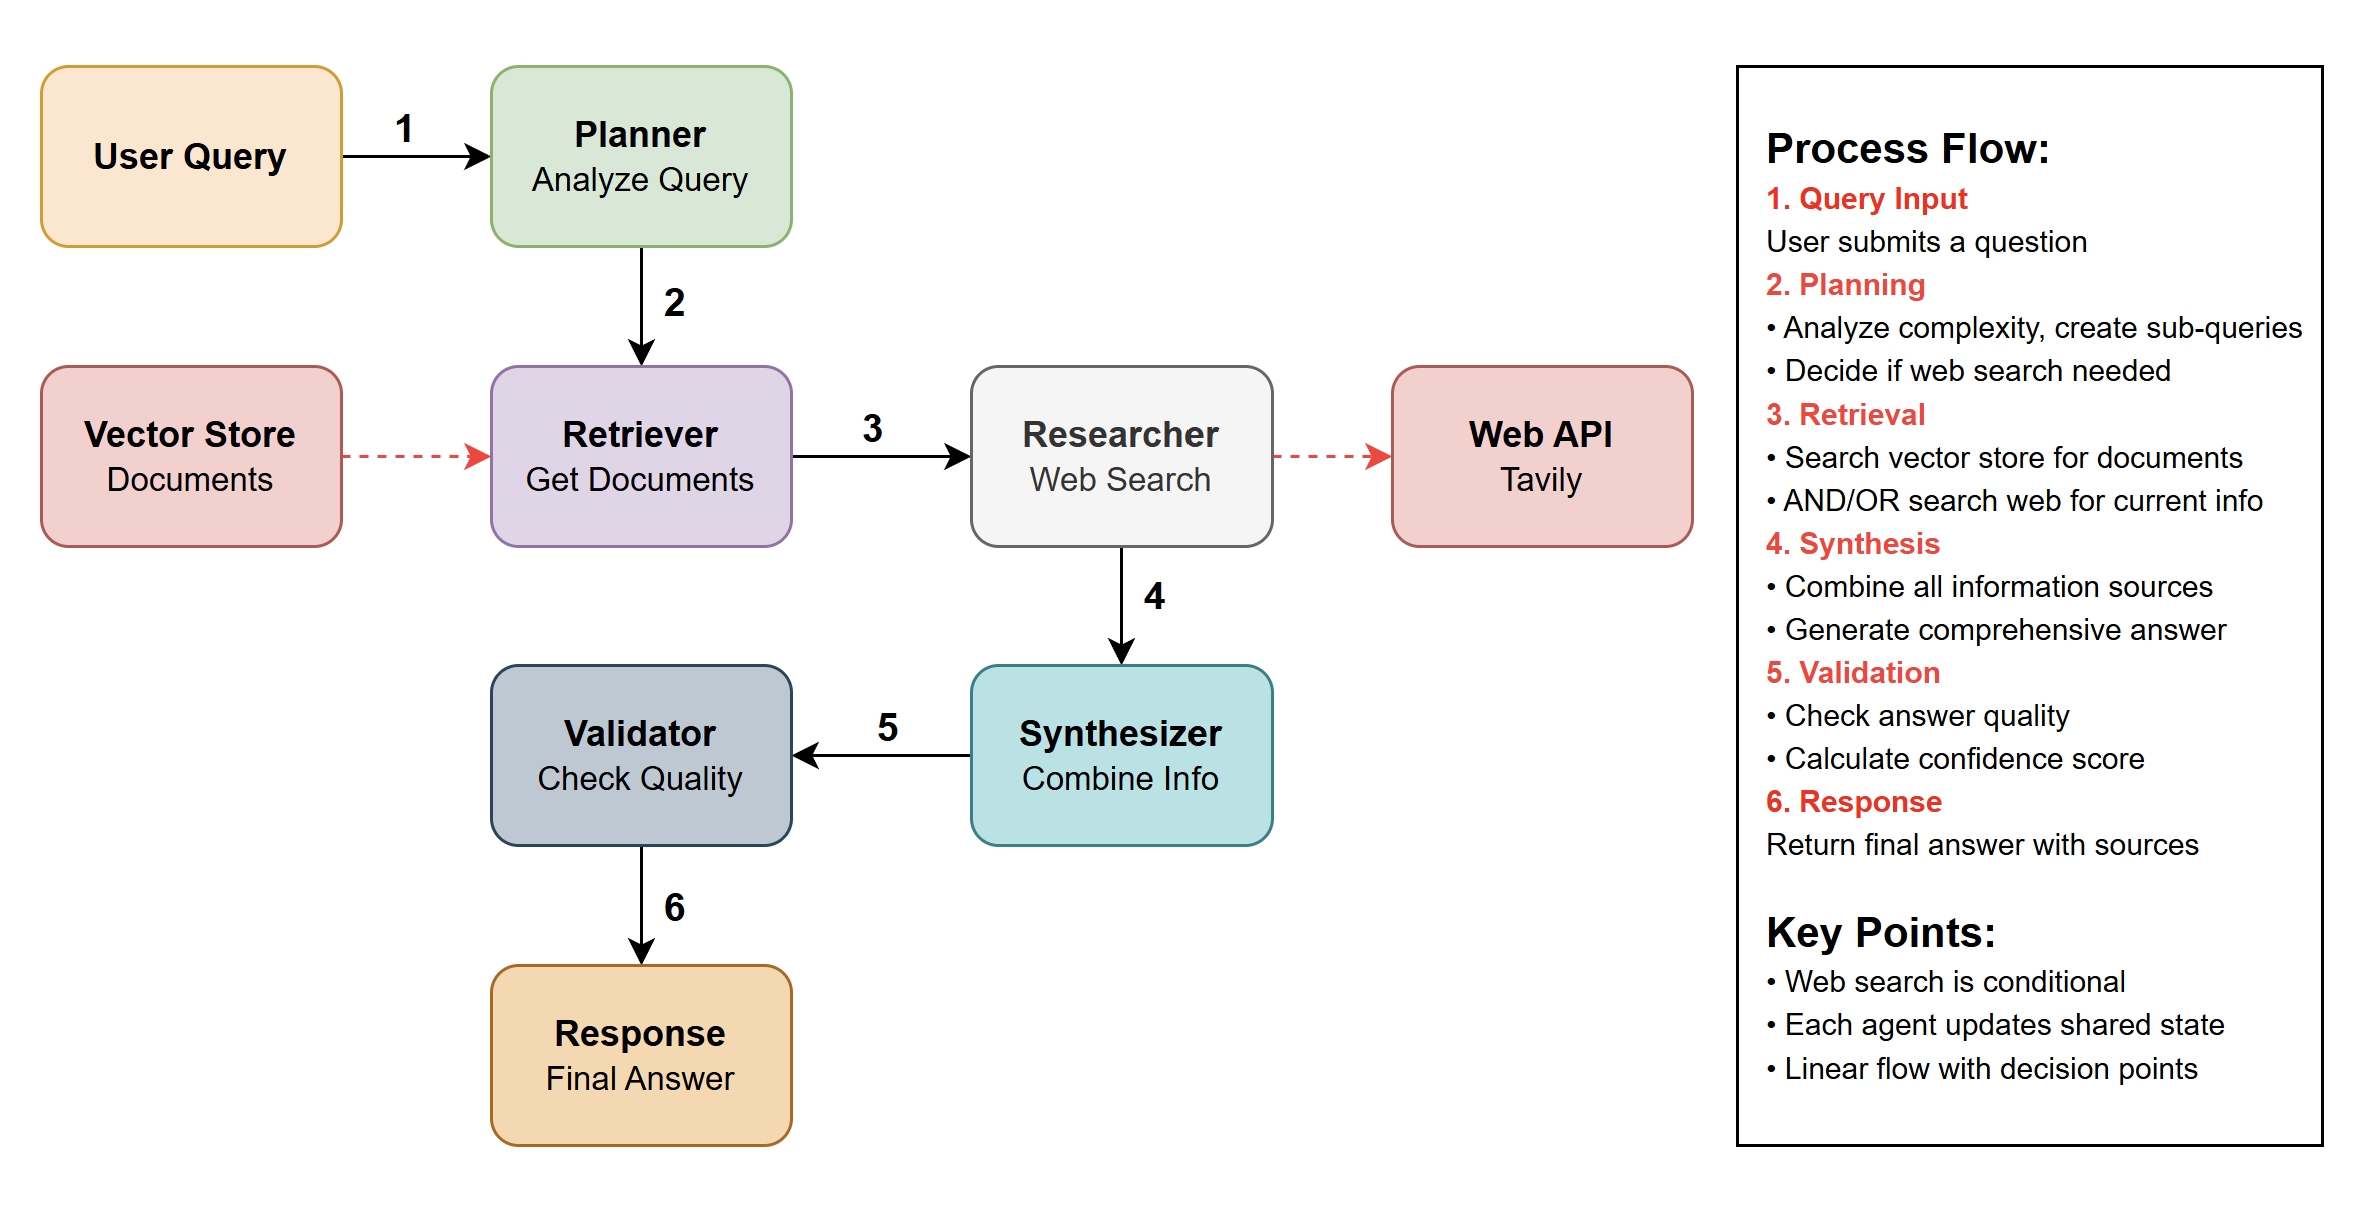 User Query
1
Planner
Analyze Query
2
Vector Store
Documents
Retriever
Get Documents
3
Researcher
Web Search
Web API
Tavily
4
Validator
Check Quality
5
Synthesizer
Combine Info
6
Response
Final Answer
Process Flow:
1. Query Input
User submits a question
2. Planning
• Analyze complexity, create sub-queries
• Decide if web search needed
3. Retrieval
• Search vector store for documents
• AND/OR search web for current info
4. Synthesis
• Combine all information sources
• Generate comprehensive answer
5. Validation
• Check answer quality
• Calculate confidence score
6. Response
Return final answer with sources
Key Points:
• Web search is conditional
• Each agent updates shared state
• Linear flow with decision points